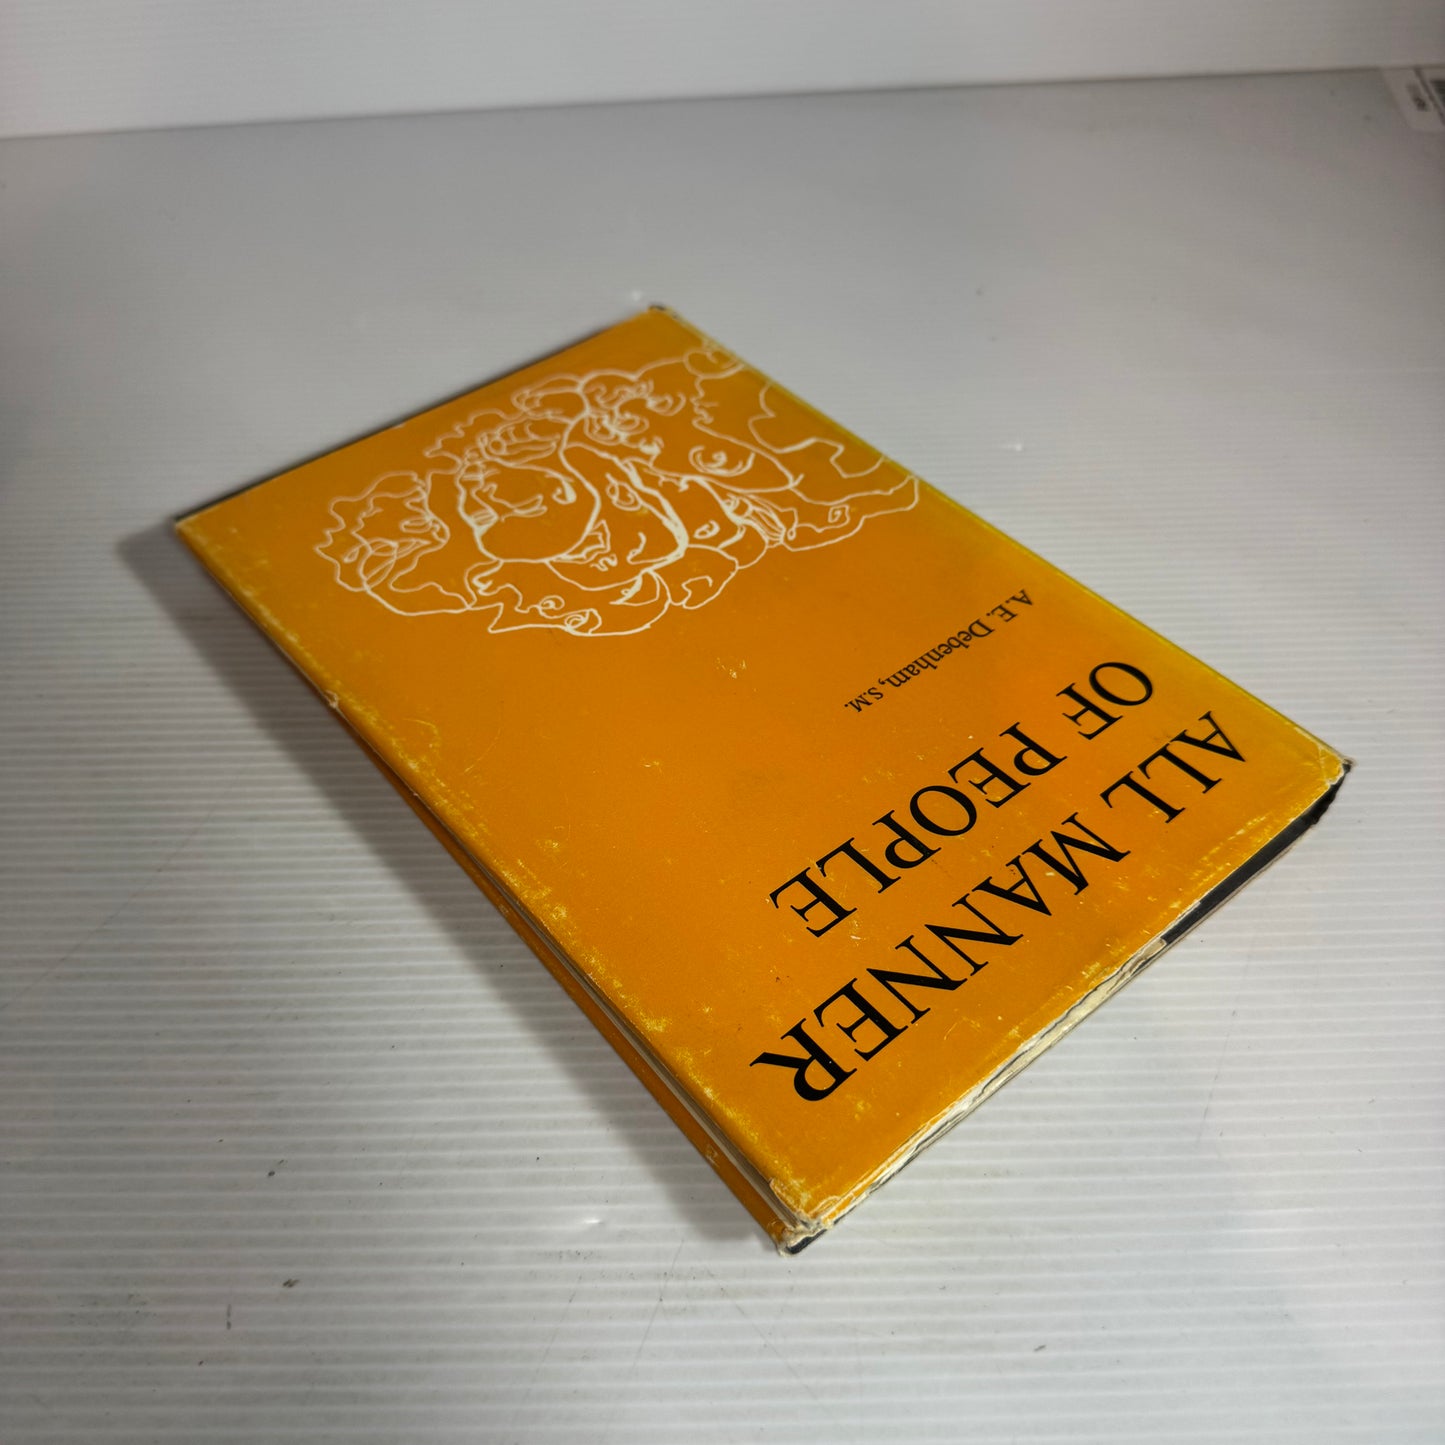 ALL MANNER
OF PEOPLE
A.E. Debenham, S.M.